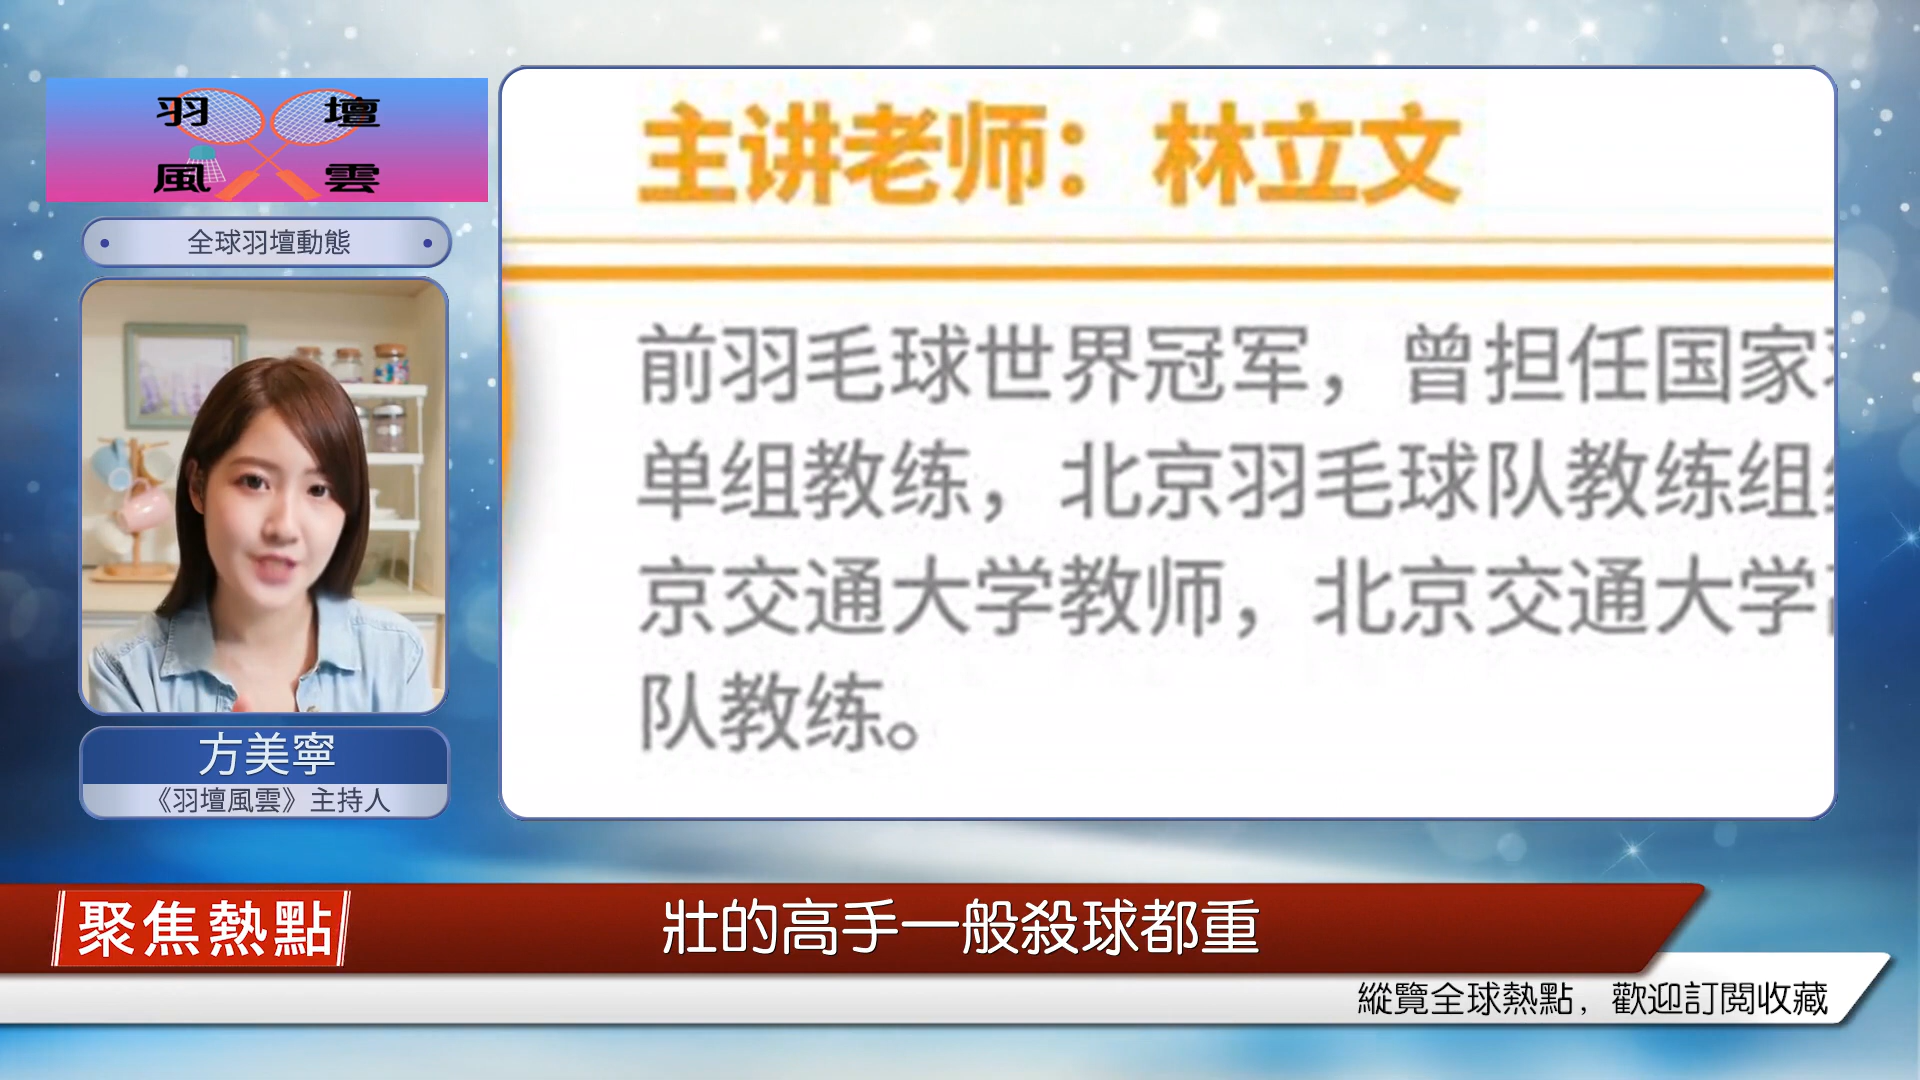 羽壇
風雲
全球羽壇動態
方美寧
《羽壇風雲》主持人
主讲老师：林立文
前羽毛球世界冠军，曾担任国家
单组教练，北京羽毛球队教练组
京交通大学教师，北京交通大学
队教练。
聚焦熱點
壯的高手一般殺球都重
縱覽全球熱點，歡迎訂閱收藏